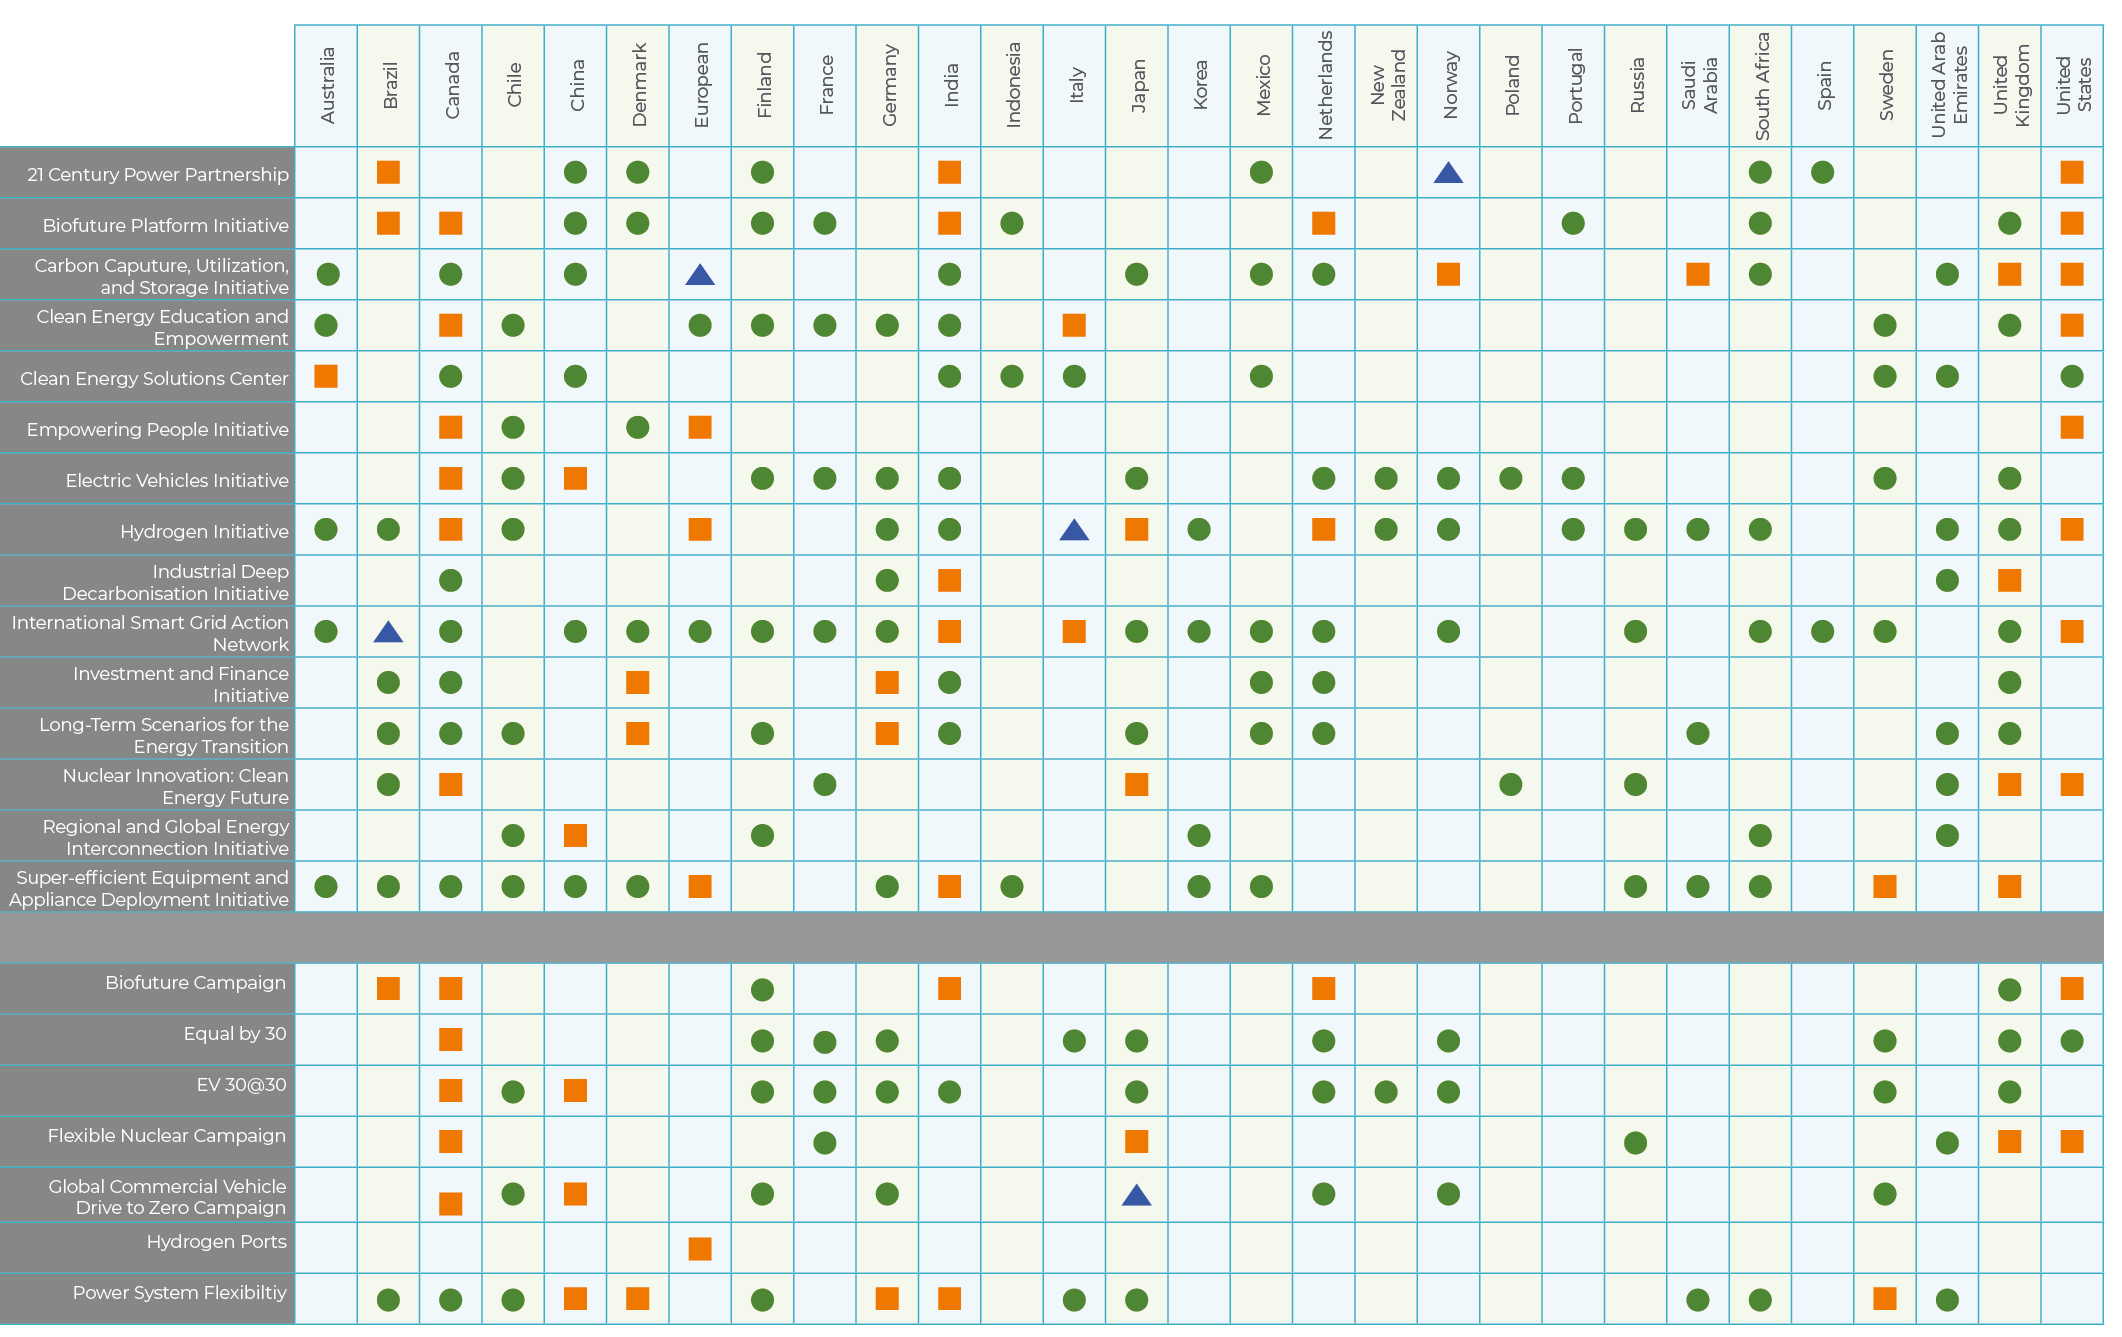 Australia
Brazil
Canada
Chile
China
Denmark
European
Finland
France
Germany
India
Indonesia
Italy
Japan
Korea
Mexico
Netherlands
New
Zealand
Norway
Poland
Portugal
Russia
Saudi
Arabia
South Africa
Spain
Sweden
United Arab
Emirates
United
Kingdom
United
States
21 Century Power Partnership
Biofuture Platform Initiative
Carbon Caputure, Utilization,
and Storage Initiative
Clean Energy Education and
Empowerment
Clean Energy Solutions Center
Empowering People Initiative
Electric Vehicles Initiative
Hydrogen Initiative
Industrial Deep
Decarbonisation Initiative
International Smart Grid Action
Network
Investment and Finance
Initiative
Long-Term Scenarios for the
Energy Transition
Nuclear Innovation: Clean
Energy Future
Regional and Global Energy
Interconnection Initiative
Super-efficient Equipment and
Appliance Deployment Initiative
Biofuture Campaign
Equal by 30
EV 30@30
Flexible Nuclear Campaign
Global Commercial Vehicle
Drive to Zero Campaign
Hydrogen Ports
Power System Flexibiltiy